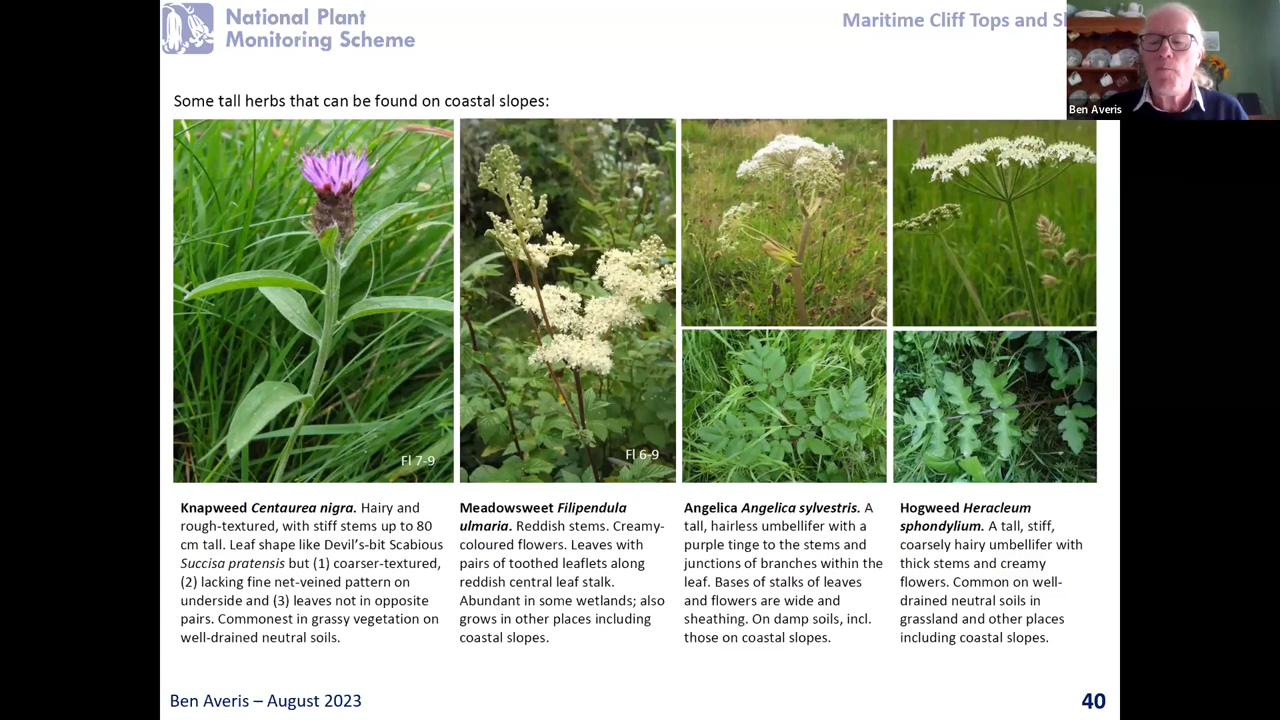 National Plant
Monitoring Scheme
Maritime Cliff Tops and
Ben Averis
Some tall herbs that can be found on coastal slopes:
Fl 7-9
Fl 6-9
Knapweed Centaurea nigra. Hairy and
rough-textured, with stiff stems up to 80
cm tall. Leaf shape like Devil's-bit Scabious
Succisa pratensis but (1) coarser-textured,
(2) lacking fine net-veined pattern on
underside and (3) leaves not in opposite
pairs. Commonest in grassy vegetation on
well-drained neutral soils.
Meadowsweet Filipendula
ulmaria. Reddish stems. Creamy-
coloured flowers. Leaves with
pairs of toothed leaflets along
reddish central leaf stalk.
Abundant in some wetlands; also
grows in other places including
coastal slopes.
Angelica Angelica sylvestris. A
tall, hairless umbellifer with a
purple tinge to the stems and
junctions of branches within the
leaf. Bases of stalks of leaves
and flowers are wide and
sheathing. On damp soils, incl.
those on coastal slopes.
Hogweed Heracleum
sphondylium. A tall, stiff,
coarsely hairy umbellifer with
thick stems and creamy
flowers. Common on well-
drained neutral soils in
grassland and other places
including coastal slopes.
Ben Averis – August 2023
40